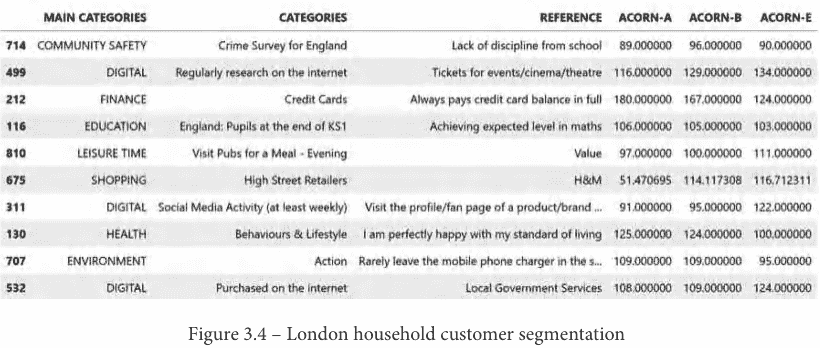 MAIN CATEGORIES CATEGORIES REFERENCE ACORN-A ACORN-B ACORN-E
714 COMMUNITY SAFETY Crime Survey for England Lack of discipline from school 89.000000 96.000000 90.000000
499 DIGITAL Regularly research on the internet Tickets for events/cinema/theatre 116.000000 129.000000 134.000000
212 FINANCE Credit Cards Always pays credit card balance in full 180.000000 167.000000 124.000000
116 EDUCATION England: Pupils at the end of KS1 Achieving expected level in maths 106.000000 105.000000 103.000000
810 LEISURE TIME Visit Pubs for a Meal - Evening Value 97.000000 100.000000 111.000000
675 SHOPPING High Street Retailers H&M 51.470695 114.117308 116.712311
311 DIGITAL Social Media Activity (at least weekly) Visit the profile/fan page of a product/brand ... 91.000000 95.000000 122.000000
130 HEALTH Behaviours & Lifestyle I am perfectly happy with my standard of living 125.000000 124.000000 100.000000
707 ENVIRONMENT Action Rarely leave the mobile phone charger in the s... 109.000000 109.000000 95.000000
532 DIGITAL Purchased on the internet Local Government Services 108.000000 109.000000 124.000000
Figure 3.4 – London household customer segmentation